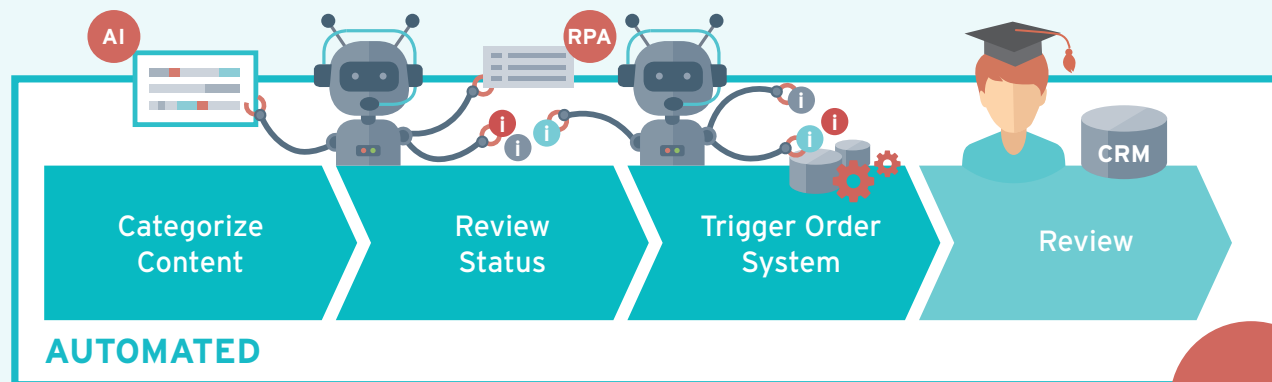 AI
RPA
i
i
i
i
i
i
CRM
Categorize
Content
Review
Status
Trigger Order
System
Review
AUTOMATED